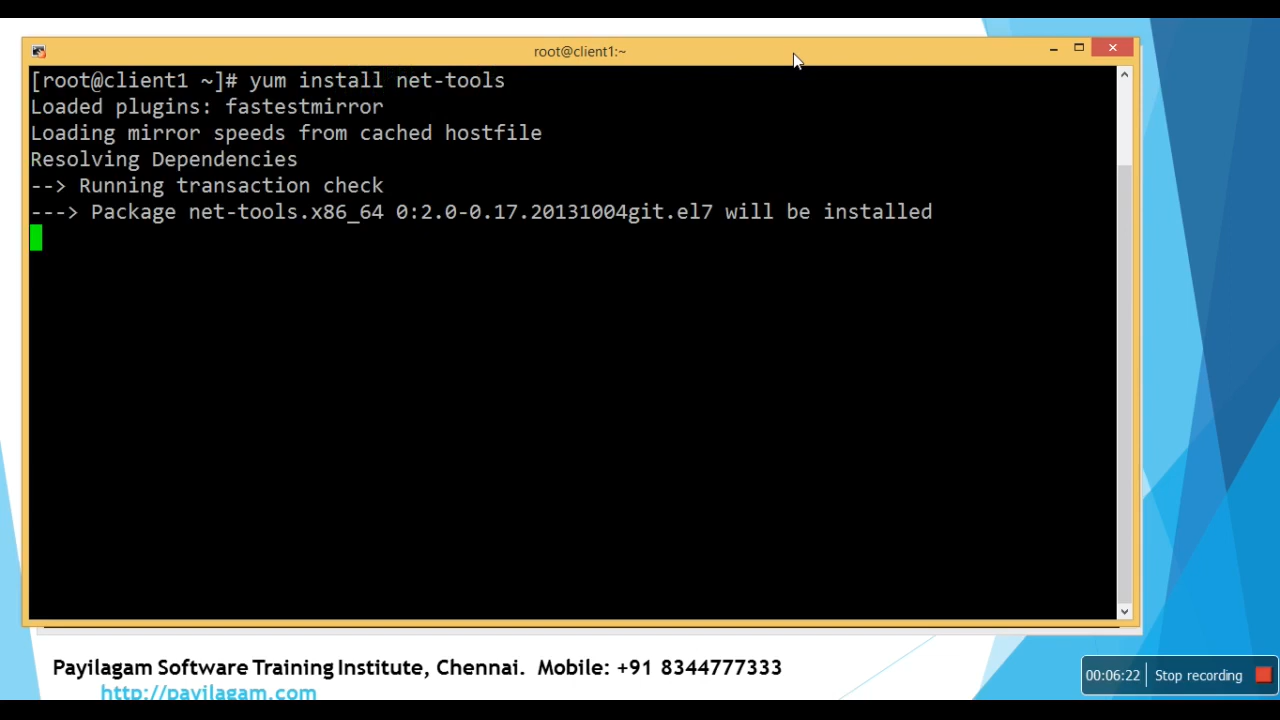 root@client1:~
[root@client1 ~]# yum install net-tools
Loaded plugins: fastestmirror
Loading mirror speeds from cached hostfile
Resolving Dependencies
--> Running transaction check
---> Package net-tools.x86_64 0:2.0-0.17.20131004git.el7 will be installed
Payilagam Software Training Institute, Chennai.  Mobile: +91 8344777333
http://payilagam.com
00:06:22 Stop recording